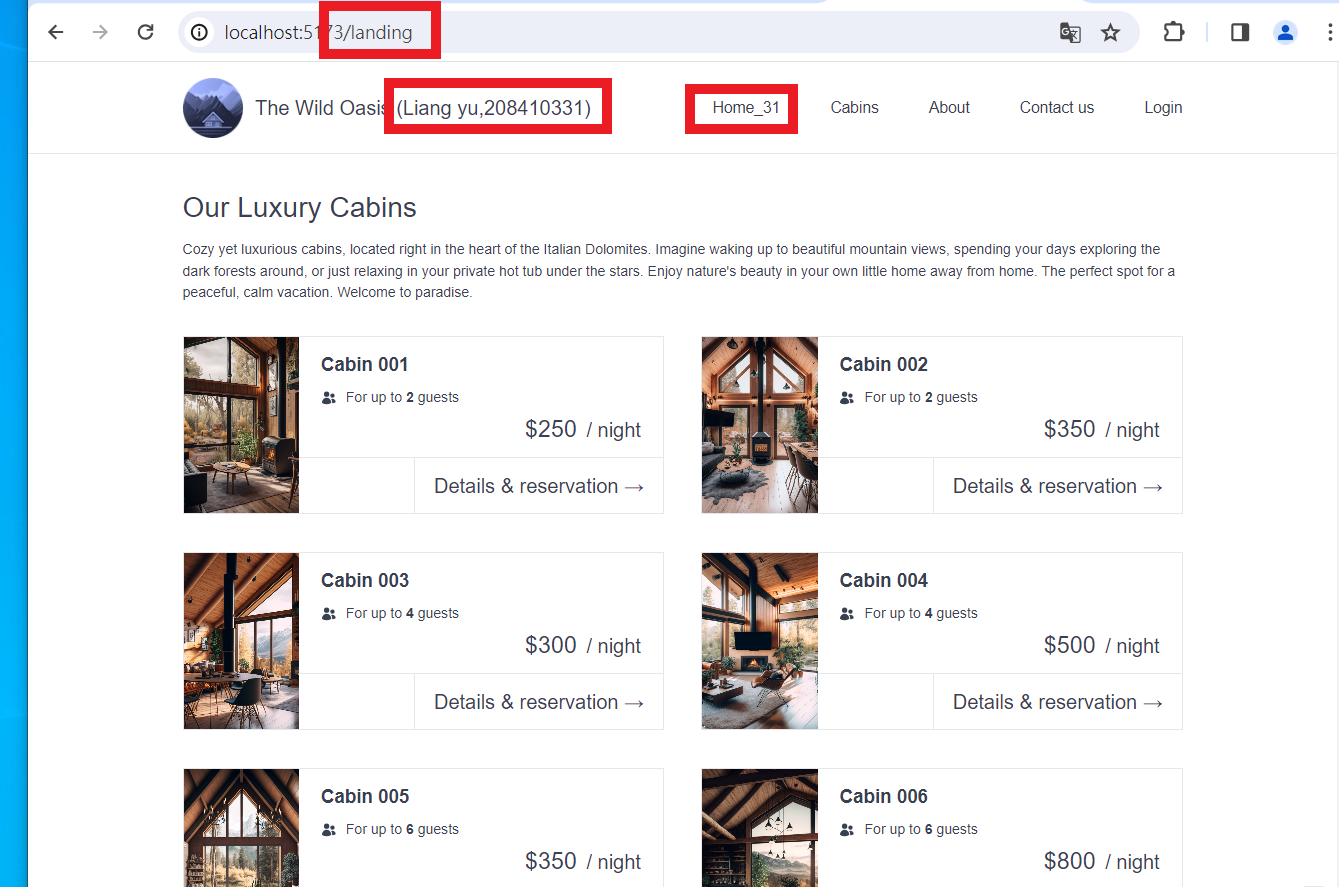 localhost:5173/landing
The Wild Oasis (Liang yu,208410331)
Home_31
Cabins
About
Contact us
Login
Our Luxury Cabins
Cozy yet luxurious cabins, located right in the heart of the Italian Dolomites. Imagine waking up to beautiful mountain views, spending your days exploring the
dark forests around, or just relaxing in your private hot tub under the stars. Enjoy nature's beauty in your own little home away from home. The perfect spot for a
peaceful, calm vacation. Welcome to paradise.
Cabin 001
For up to 2 guests
$250 / night
Details & reservation →
Cabin 002
For up to 2 guests
$350 / night
Details & reservation →
Cabin 003
For up to 4 guests
$300 / night
Details & reservation →
Cabin 004
For up to 4 guests
$500 / night
Details & reservation →
Cabin 005
For up to 6 guests
$350 / night
Cabin 006
For up to 6 guests
$800 / night